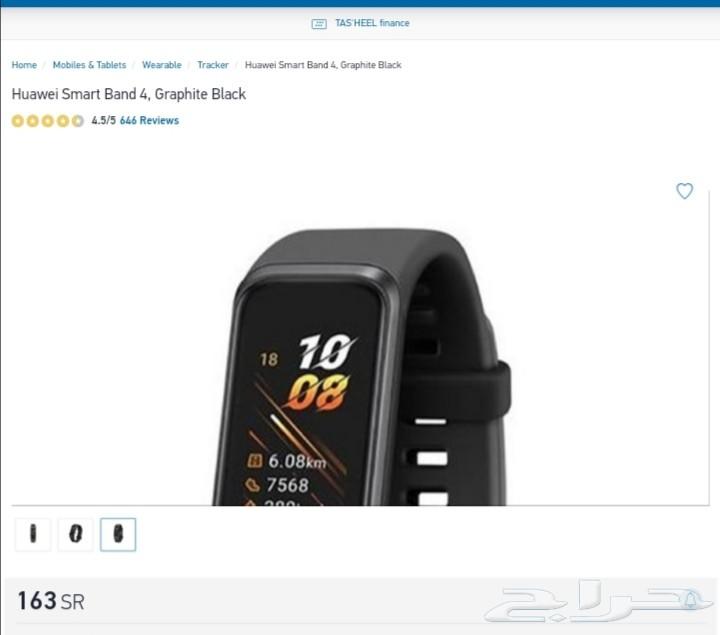 TAS'HEEL finance
Home / Mobiles & Tablets / Wearable / Tracker / Huawei Smart Band 4, Graphite Black
Huawei Smart Band 4, Graphite Black
4.5/5 646 Reviews
18 10
08
6.08km
7568
163 SR
حراج